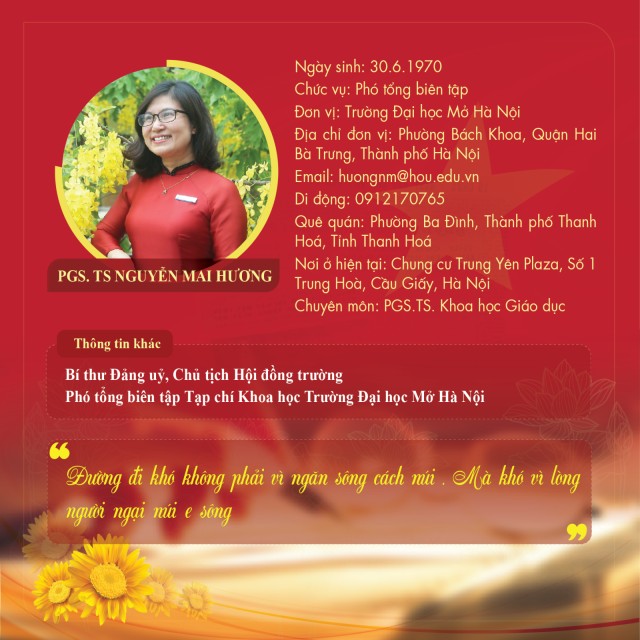 Ngày sinh: 30.6.1970
Chức vụ: Phó tổng biên tập
Đơn vị: Trường Đại học Mở Hà Nội
Địa chỉ đơn vị: Phường Bách Khoa, Quận Hai
Bà Trưng, Thành phố Hà Nội
Email: huongnm@hou.edu.vn
Di động: 0912170765
Quê quán: Phường Ba Đình, Thành phố Thanh
Hoá, Tỉnh Thanh Hoá
Nơi ở hiện tại: Chung cư Trung Yên Plaza, Số 1
Trung Hoà, Cầu Giấy, Hà Nội
Chuyên môn: PGS.TS. Khoa học Giáo dục
PGS. TS NGUYỄN MAI HƯƠNG
Thông tin khác
Bí thư Đảng uỷ, Chủ tịch Hội đồng trường
Phó tổng biên tập Tạp chí Khoa học Trường Đại học Mở Hà Nội
“Đường đi khó không phải vì ngăn sông cách núi . Mà khó vì lòng
người ngại núi e sông”